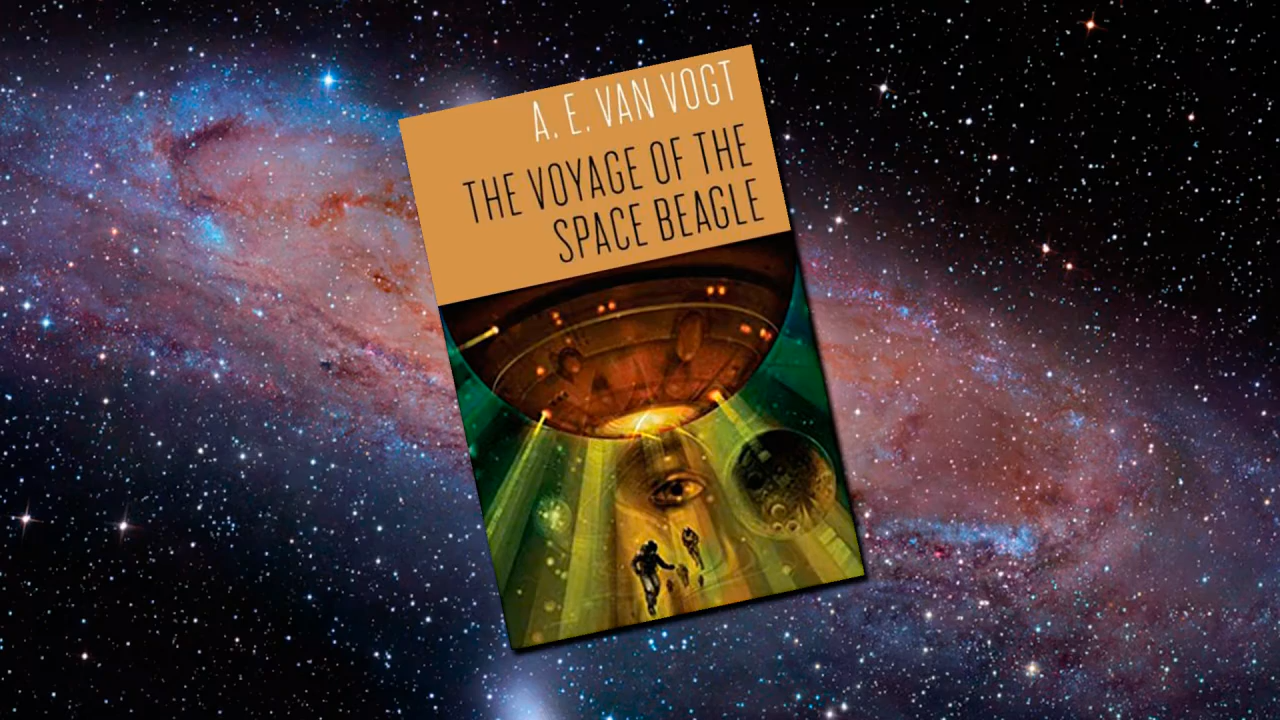 A. E. VAN VOGT
THE VOYAGE OF THE
SPACE BEAGLE